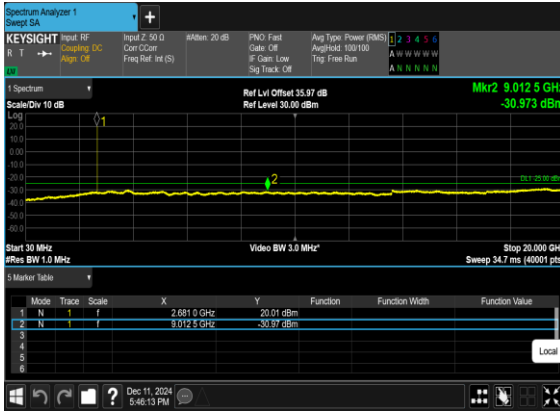 Spectrum Analyzer 1
Swept SA
+
KEYSIGHT Input: RF Input Z: 50 Ω #Atten: 20 dB PNO: Fast Avg Type: Power (RMS) 1 2 3 4 5 6
R T Coupling: DC Corr CCorr Gate: Off Avg|Hold: 100/100 A W W W W W
Align: Off Freq Ref: Int (S) IF Gain: Low Trig: Free Run
Sig Track: Off A N N N N N
1 Spectrum Ref Lvl Offset 35.97 dB Mkr2 9.012 5 GHz
Scale/Div 10 dB Ref Level 30.00 dBm -30.973 dBm
Log
1
20.0
10.0
0.00
-10.0
2
-20.0
-30.0
-40.0
-50.0
-60.0
Start 30 MHz Video BW 3.0 MHz* Stop 20.000 GH
#Res BW 1.0 MHz Sweep 34.7 ms (40001 pts
5 Marker Table
Mode Trace Scale X Y Function Function Width Function Value
1 N 1 f 2.681 0 GHz 20.01 dBm
2 N 1 f 9.012 5 GHz -30.97 dBm
3
4
5
6
Local
? Dec 11, 2024
5:46:13 PM